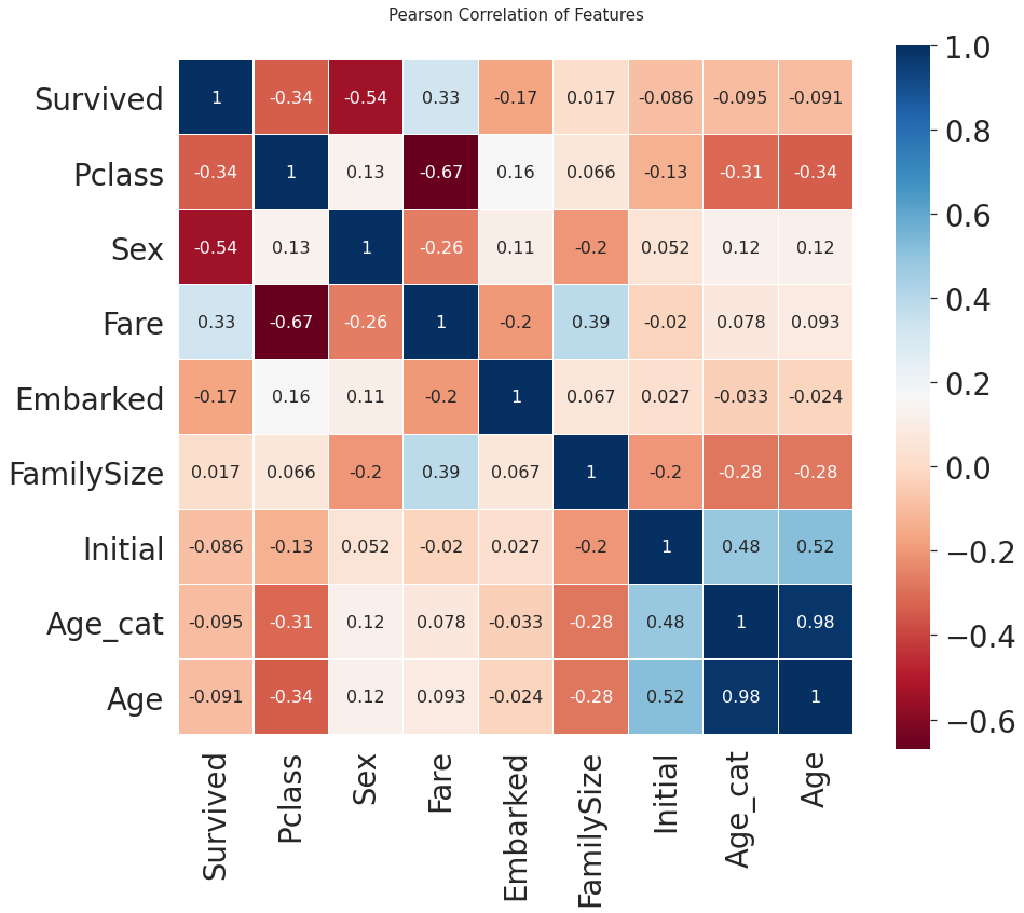 Pearson Correlation of Features
Survived 1 -0.34 -0.54 0.33 -0.17 0.017 -0.086 -0.095 -0.091
Pclass -0.34 1 0.13 -0.67 0.16 0.066 -0.13 -0.31 -0.34
Sex -0.54 0.13 1 -0.26 0.11 -0.2 0.052 0.12 0.12
Fare 0.33 -0.67 -0.26 1 -0.2 0.39 -0.02 0.078 0.093
Embarked -0.17 0.16 0.11 -0.2 1 0.067 0.027 -0.033 -0.024
FamilySize 0.017 0.066 -0.2 0.39 0.067 1 -0.2 -0.28 -0.28
Initial -0.086 -0.13 0.052 -0.02 0.027 -0.2 1 0.48 0.52
Age_cat -0.095 -0.31 0.12 0.078 -0.033 -0.28 0.48 1 0.98
Age -0.091 -0.34 0.12 0.093 -0.024 -0.28 0.52 0.98 1
Survived
Pclass
Sex
Fare
Embarked
FamilySize
Initial
Age_cat
Age
1.0
0.8
0.6
0.4
0.2
0.0
−0.2
−0.4
−0.6